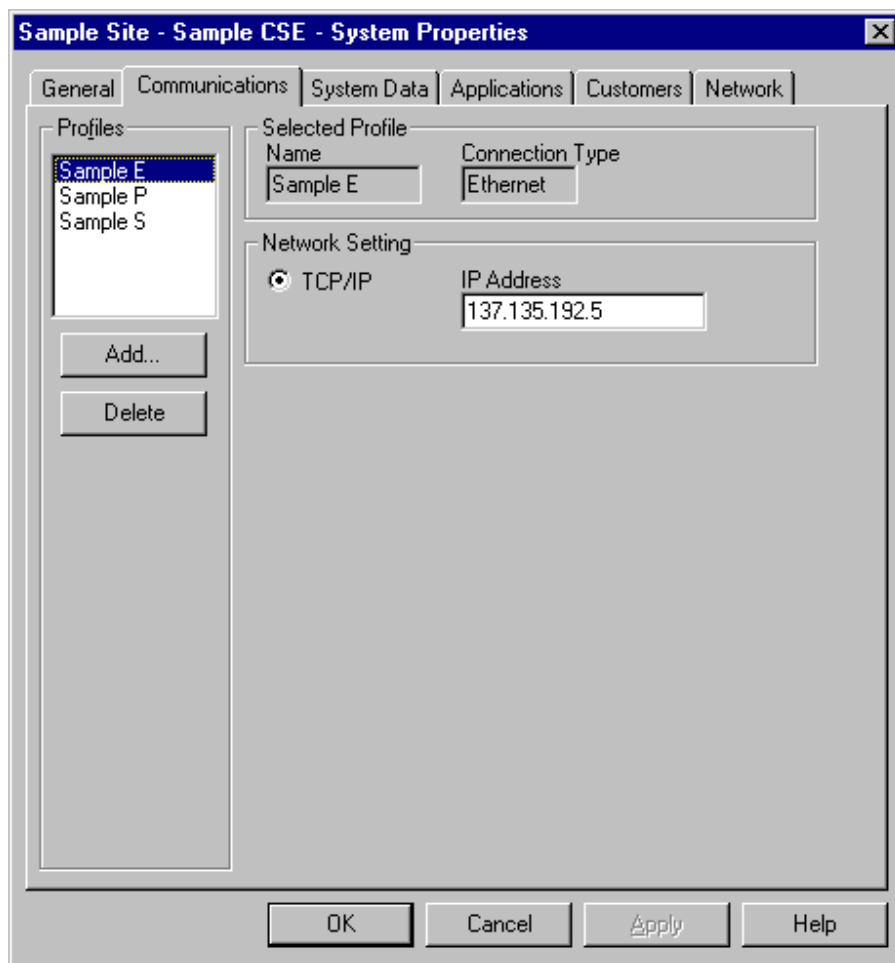 Sample Site - Sample CSE - System Properties
General Communications System Data Applications Customers Network
Profiles
Sample E
Sample P
Sample S
Add...
Delete
Selected Profile
Name Connection Type
Sample E Ethernet
Network Setting
TCP/IP IP Address
137.135.192.5
OK Cancel Apply Help